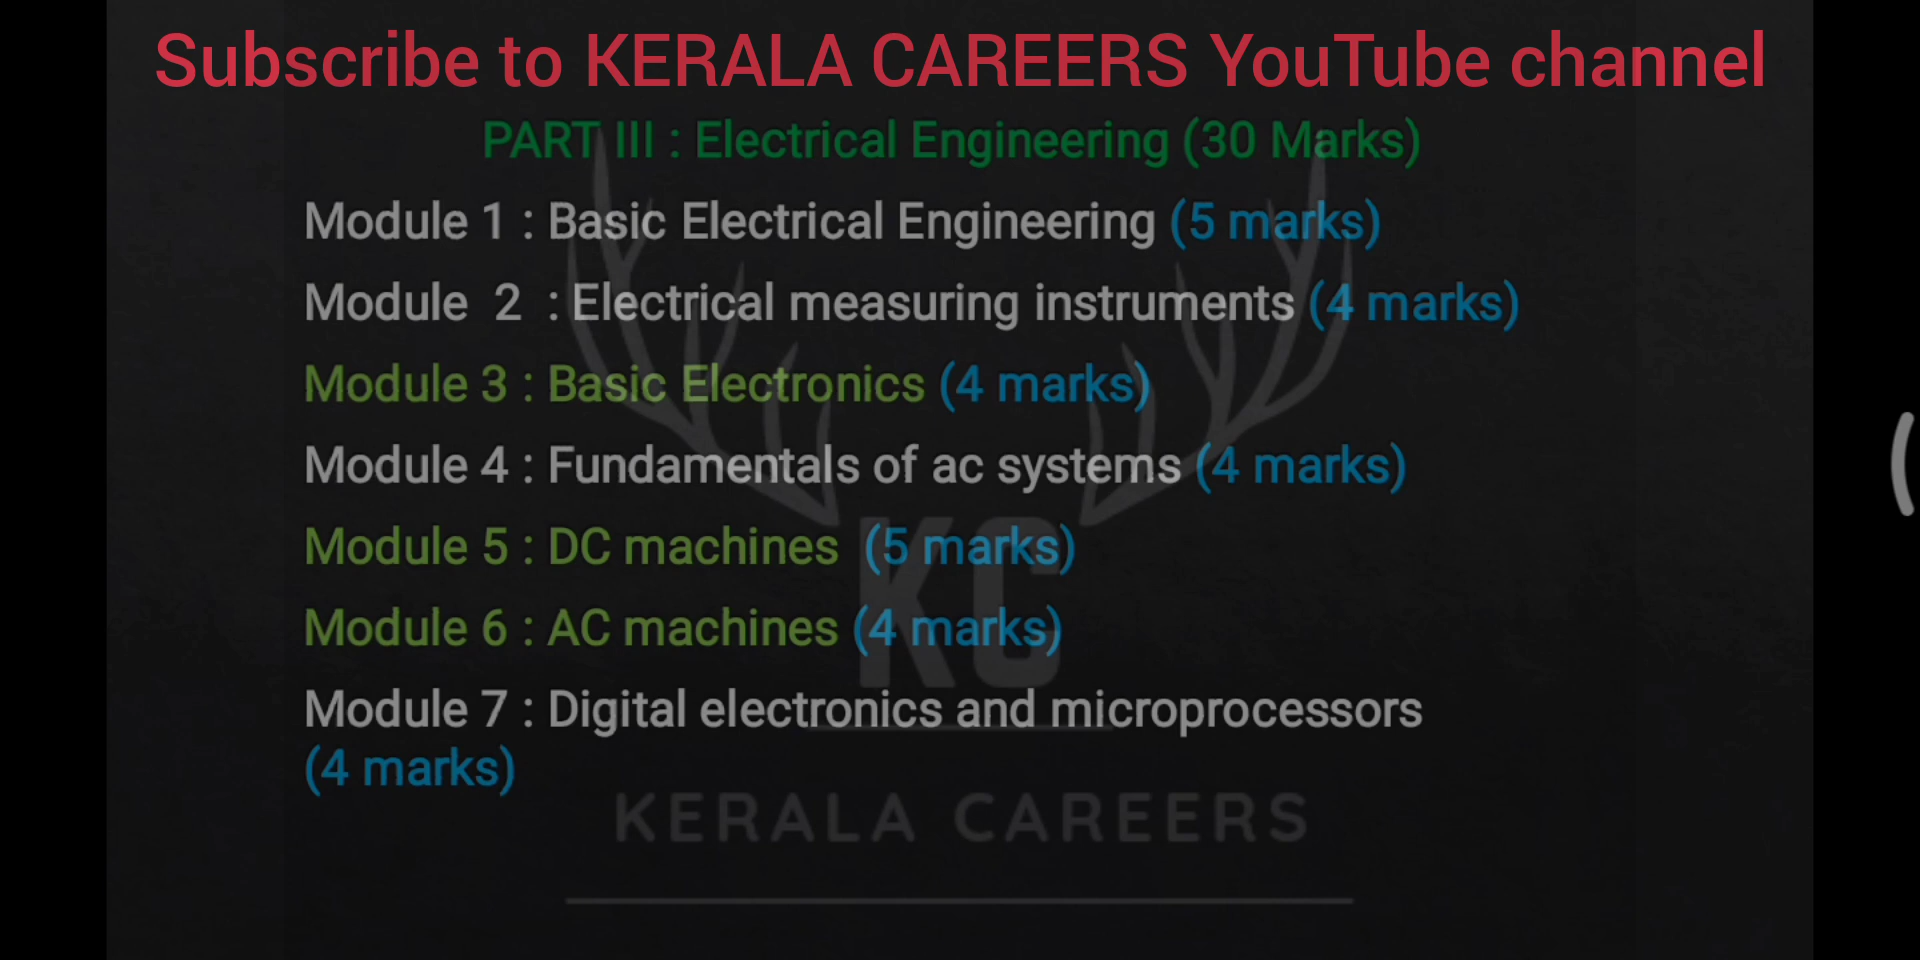 Subscribe to KERALA CAREERS YouTube channel
PART III : Electrical Engineering (30 Marks)
Module 1 : Basic Electrical Engineering (5 marks)
Module 2 : Electrical measuring instruments (4 marks)
Module 3 : Basic Electronics (4 marks)
Module 4 : Fundamentals of ac systems (4 marks)
Module 5 : DC machines (5 marks)
Module 6 : AC machines (4 marks)
Module 7 : Digital electronics and microprocessors
(4 marks)
KC
KERALA CAREERS